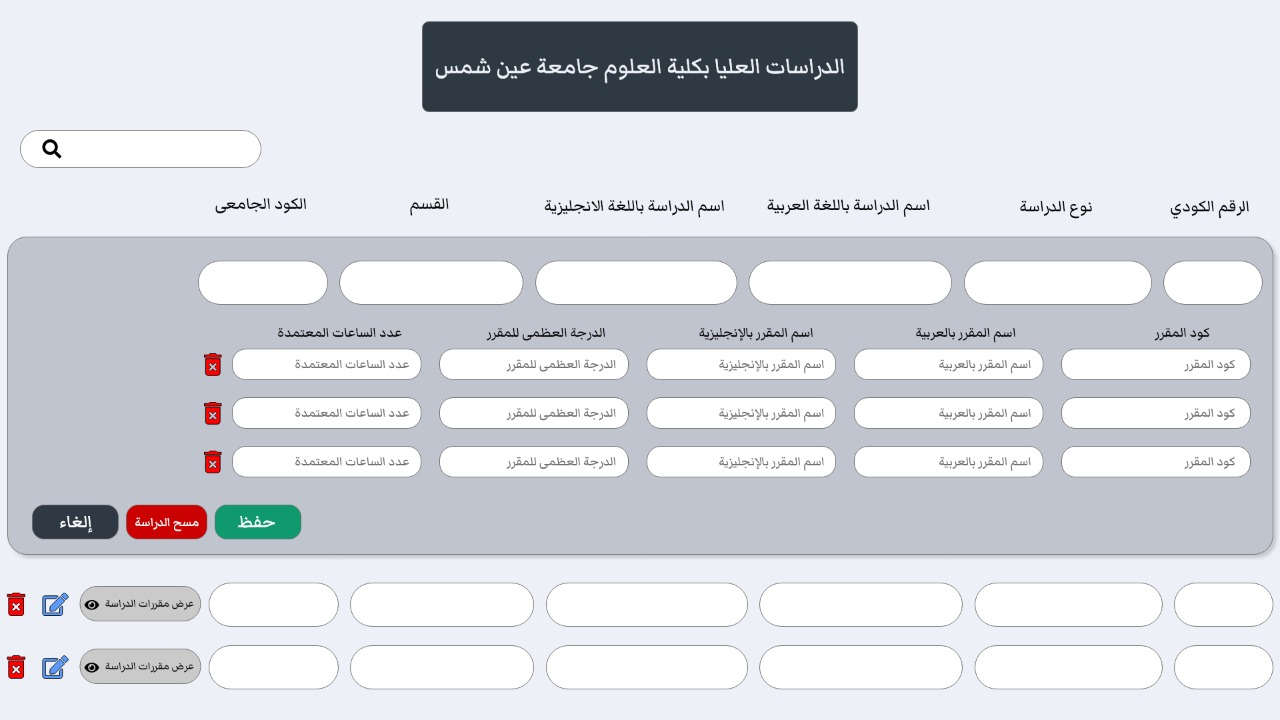 الدراسات العليا بكلية العلوم جامعة عين شمس
الرقم الكودي نوع الدراسة اسم الدراسة باللغة العربية اسم الدراسة باللغة الانجليزية القسم الكود الجامعى
كود المقرر اسم المقرر بالعربية اسم المقرر بالإنجليزية الدرجة العظمى للمقرر عدد الساعات المعتمدة
كود المقرر اسم المقرر بالعربية اسم المقرر بالإنجليزية الدرجة العظمى للمقرر عدد الساعات المعتمدة
كود المقرر اسم المقرر بالعربية اسم المقرر بالإنجليزية الدرجة العظمى للمقرر عدد الساعات المعتمدة
كود المقرر اسم المقرر بالعربية اسم المقرر بالإنجليزية الدرجة العظمى للمقرر عدد الساعات المعتمدة
حفظ مسح الدراسة إلغاء
عرض مقررات الدراسة
عرض مقررات الدراسة